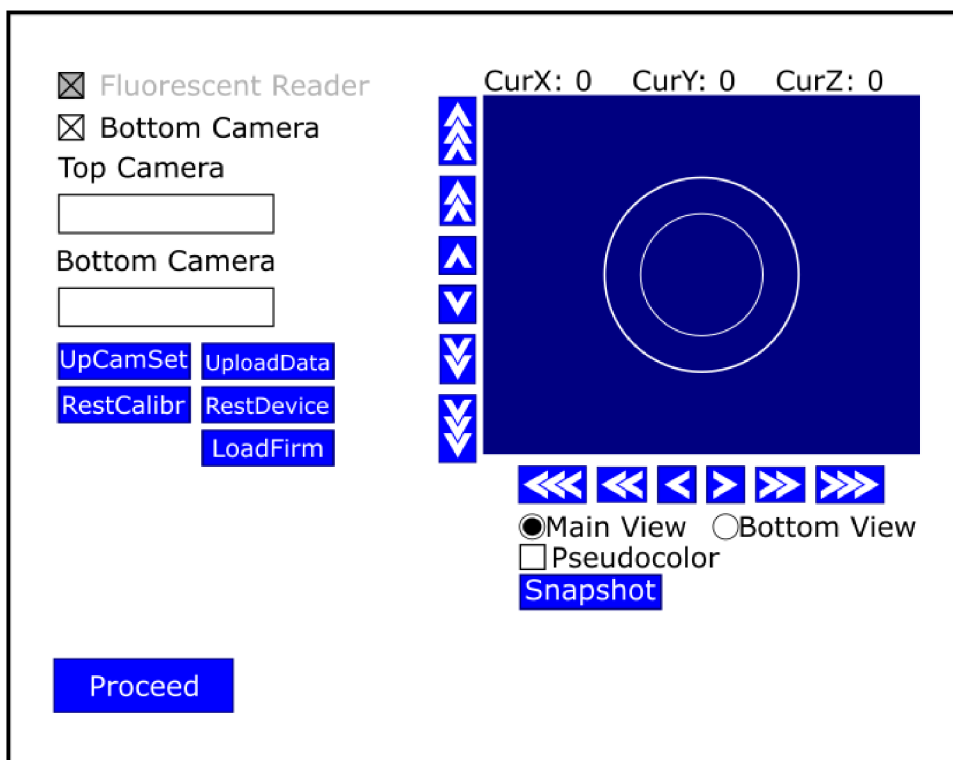 Fluorescent Reader
Bottom Camera
Top Camera
Bottom Camera
UpCamSet UploadData
RestCalibr RestDevice
LoadFirm
CurX: 0 CurY: 0 CurZ: 0
Main View Bottom View
Pseudocolor
Snapshot
Proceed